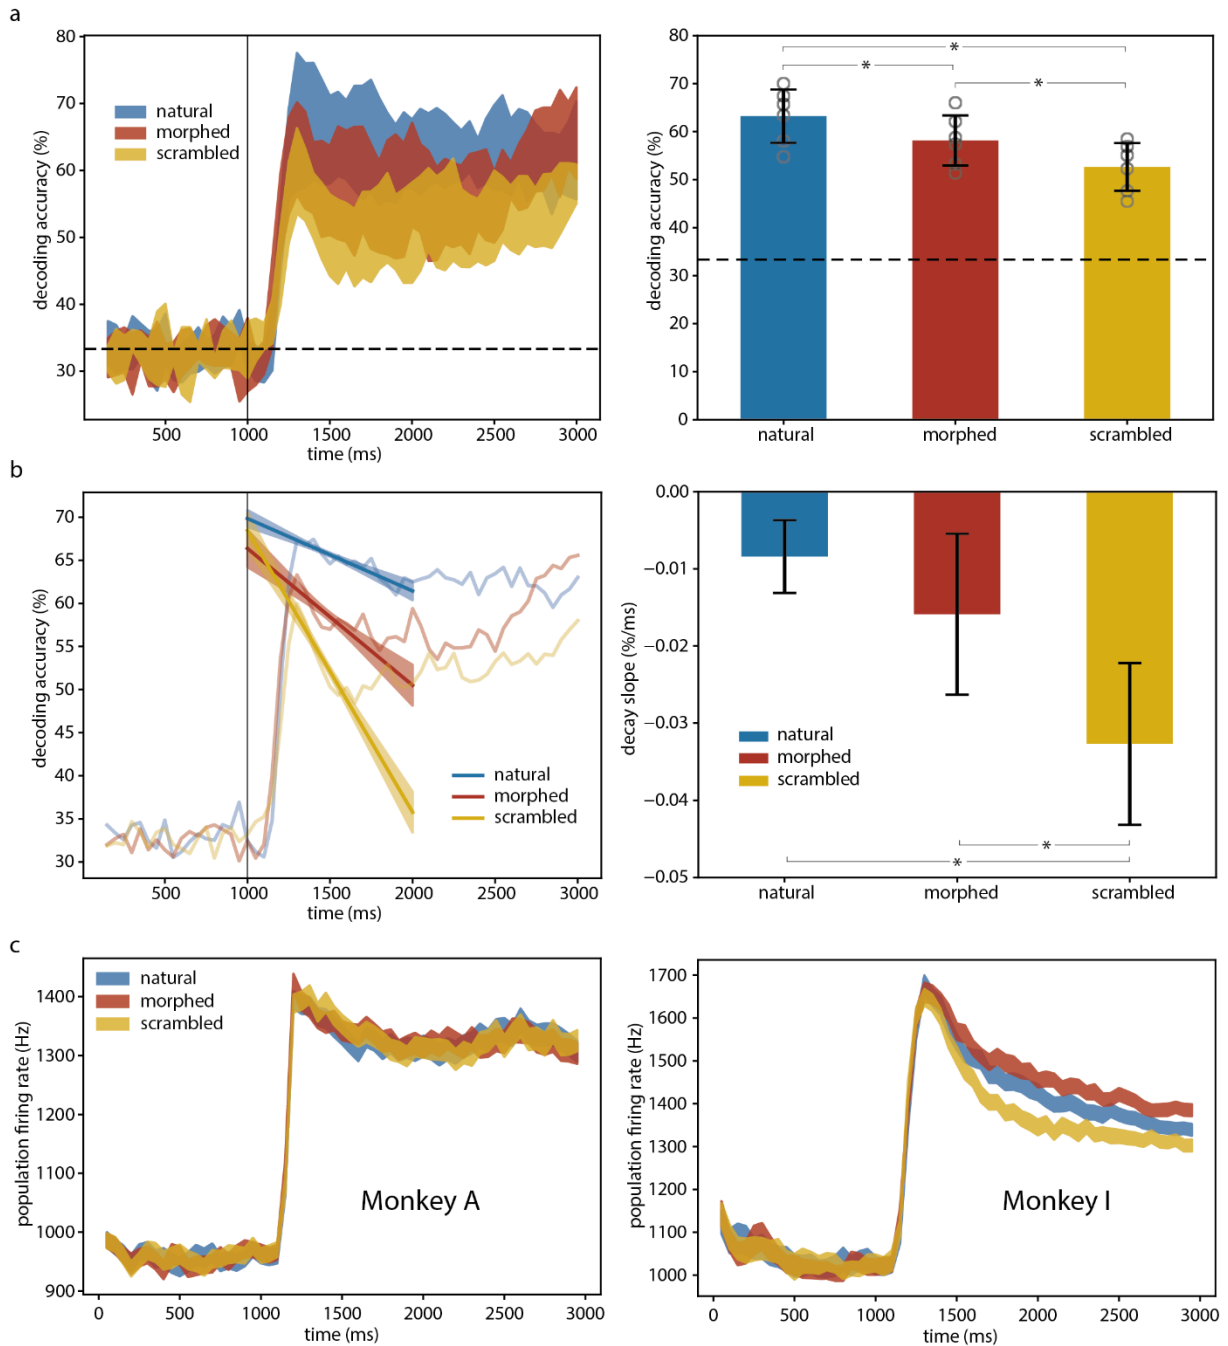 a
80
70
60
50
40
30
decoding accuracy (%)
natural
morphed
scrambled
500 1000 1500 2000 2500 3000
time (ms)
80
70
60
50
40
30
20
10
0
decoding accuracy (%)
*
*
*
natural morphed scrambled
b
70
65
60
55
50
45
40
35
30
decoding accuracy (%)
natural
morphed
scrambled
500 1000 1500 2000 2500 3000
time (ms)
0.00
−0.01
−0.02
−0.03
−0.04
−0.05
decay slope (%/ms)
natural
morphed
scrambled
*
*
natural morphed scrambled
c
1400
1300
1200
1100
1000
900
population firing rate (Hz)
natural
morphed
scrambled
Monkey A
0 500 1000 1500 2000 2500 3000
time (ms)
1700
1600
1500
1400
1300
1200
1100
1000
population firing rate (Hz)
Monkey I
0 500 1000 1500 2000 2500 3000
time (ms)